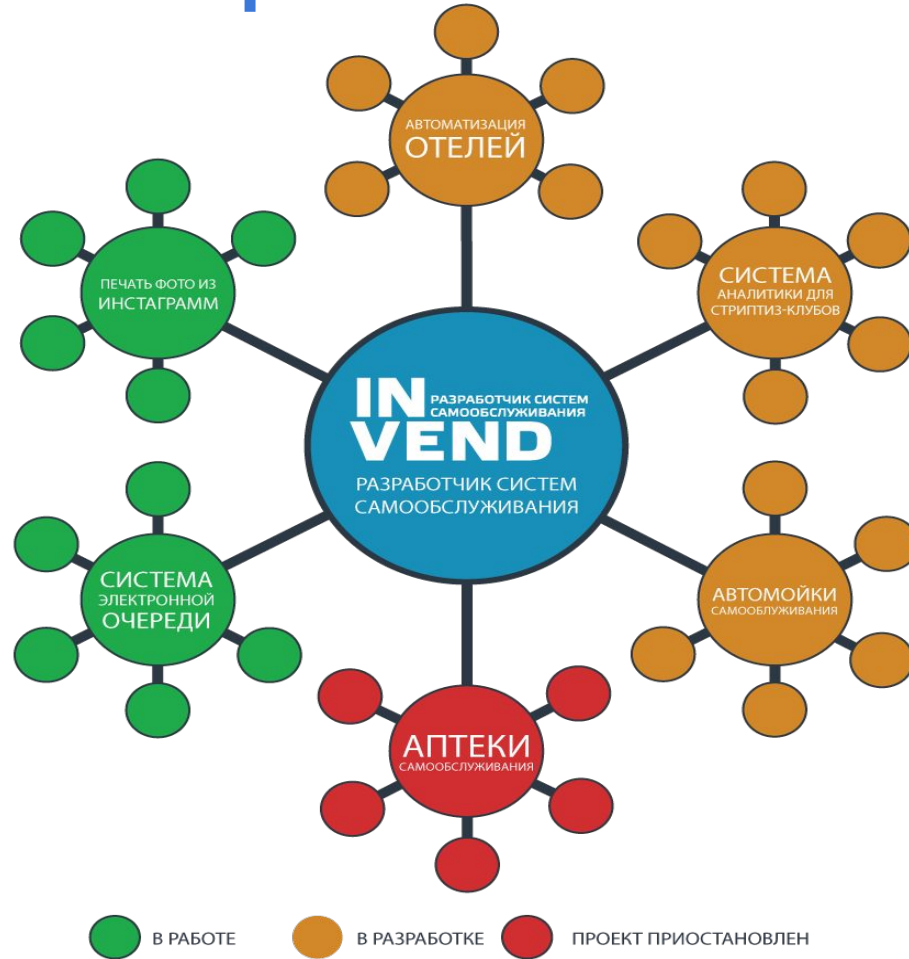 АВТОМАТИЗАЦИЯ
ОТЕЛЕЙ
ПЕЧАТЬ ФОТО ИЗ
ИНСТАГРАММ
СИСТЕМА
АНАЛИТИКИ ДЛЯ
СТРИПТИЗ-КЛУБОВ
IN
VEND
РАЗРАБОТЧИК СИСТЕМ
САМООБСЛУЖИВАНИЯ
РАЗРАБОТЧИК СИСТЕМ
САМООБСЛУЖИВАНИЯ
СИСТЕМА
ЭЛЕКТРОННОЙ
ОЧЕРЕДИ
АВТОМОЙКИ
САМООБЛУЖИВАНИЯ
АПТЕКИ
САМООБСЛУЖИВАНИЯ
В РАБОТЕ
В РАЗРАБОТКЕ
ПРОЕКТ ПРИОСТАНОВЛЕН